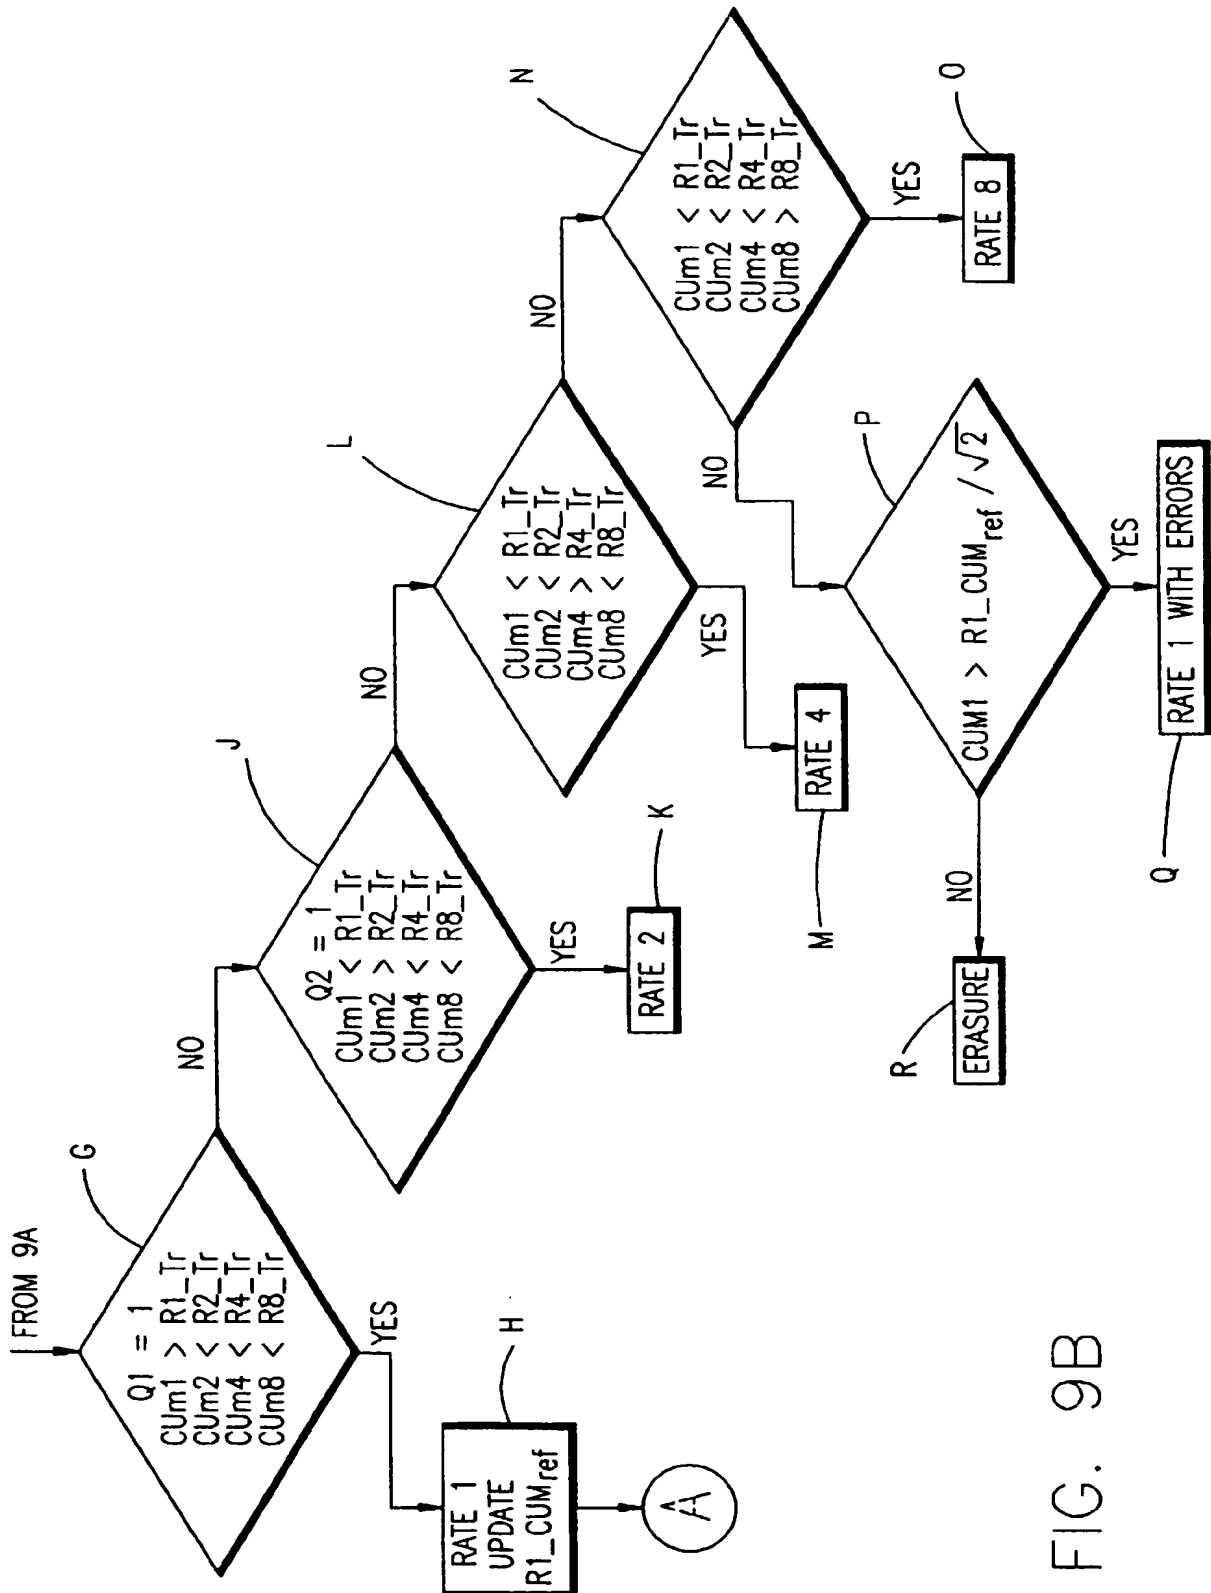 FROM 9A
G
Q1 = 1
CUm1 > R1_Tr
CUm2 < R2_Tr
CUm4 < R4_Tr
CUm8 < R8_Tr
YES
NO
H
RATE 1
UPDATE
R1_CUMref
A
J
Q2 = 1
CUm1 < R1_Tr
CUm2 > R2_Tr
CUm4 < R4_Tr
CUm8 < R8_Tr
YES
NO
K
RATE 2
L
CUm1 < R1_Tr
CUm2 < R2_Tr
CUm4 > R4_Tr
CUm8 < R8_Tr
YES
NO
M
RATE 4
N
CUm1 < R1_Tr
CUm2 < R2_Tr
CUm4 < R4_Tr
CUm8 > R8_Tr
YES
NO
O
RATE 8
P
CUM1 > R1_CUMref /√2
YES
NO
Q
RATE 1 WITH ERRORS
R
ERASURE
FIG. 9B